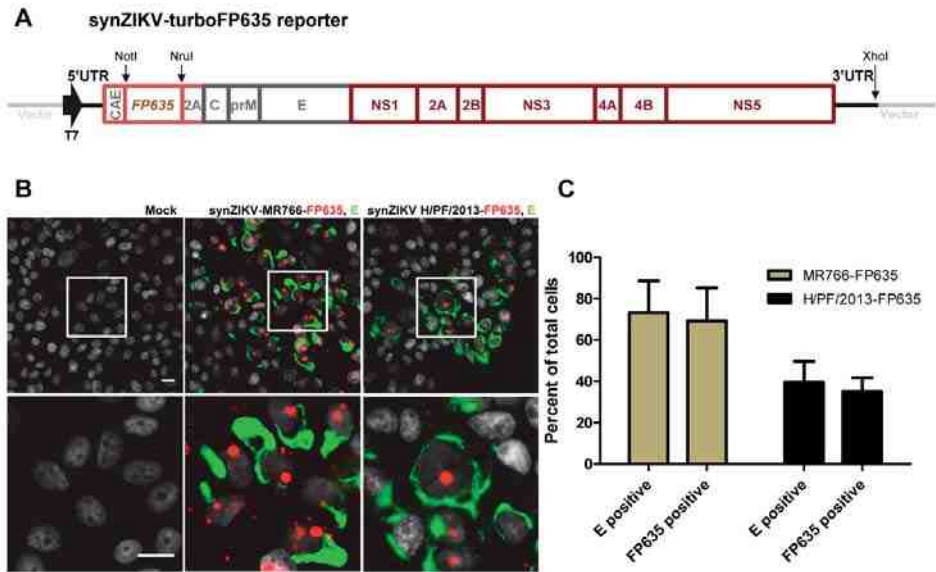 A
synZIKV-turboFP635 reporter
NotI
NruI
XhoI
5'UTR
3'UTR
Vector
CAE
FP635
2A
C
prM
E
NS1
2A
2B
NS3
4A
4B
NS5
Vector
T7
B
Mock
synZIKV-MR766-FP635, E
synZIKV H/PF/2013-FP635, E
C
Percent of total cells
100
80
60
40
20
0
MR766-FP635
H/PF/2013-FP635
E positive
FP635 positive
E positive
FP635 positive